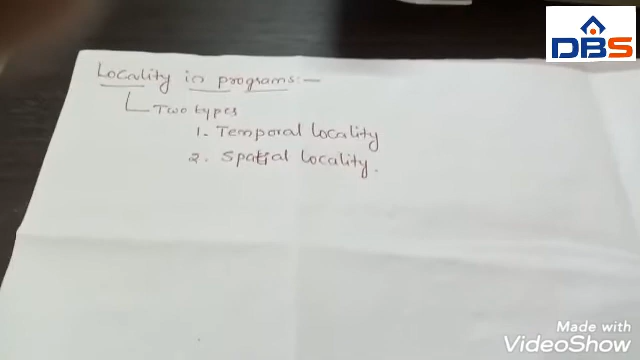 DBS
Locality in programs:-
Two types
1. Temporal locality
2. Spatial locality.
Made with
VideoShow